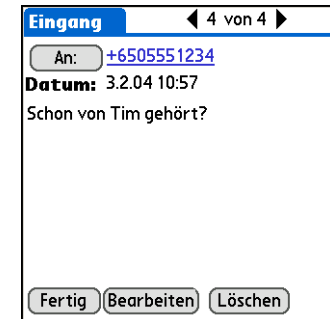 Eingang 4 von 4
An: +6505551234
Datum: 3.2.04 10:57
Schon von Tim gehört?
Fertig Bearbeiten Löschen